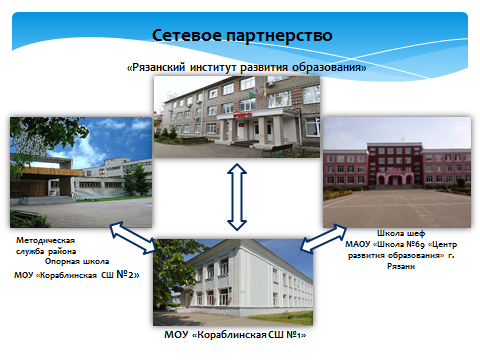 Сетевое партнерство
«Рязанский институт развития образования»
Методическая
служба района
Опорная школа
МОУ «Кораблинская СШ №2»
Школа шеф
МАОУ «Школа №69 «Центр
развития образования» г.
Рязани
МОУ «Кораблинская СШ №1»